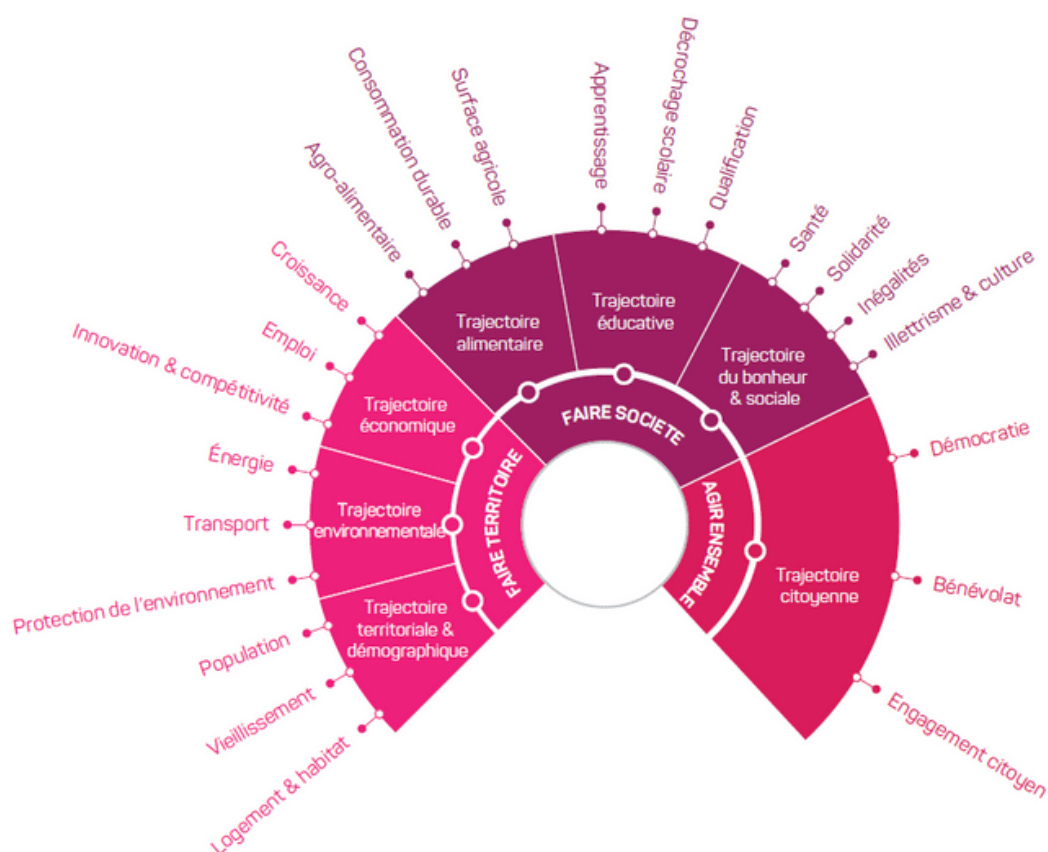 Logement & habitat
Vieillissement
Population
Protection de l'environnement
Transport
Énergie
Innovation & compétitivité
Emploi
Croissance
Agro-alimentaire
Consommation durable
Surface agricole
Apprentissage
Décrochage scolaire
Qualification
Santé
Solidarité
Inégalités
Illettrisme & culture
Démocratie
Bénévolat
Engagement citoyen
Trajectoire
territoriale &
démographique
Trajectoire
environnementale
Trajectoire
économique
Trajectoire
alimentaire
Trajectoire
éducative
Trajectoire
du bonheur
& sociale
Trajectoire
citoyenne
FAIRE TERRITOIRE
FAIRE SOCIETE
AGIR ENSEMBLE